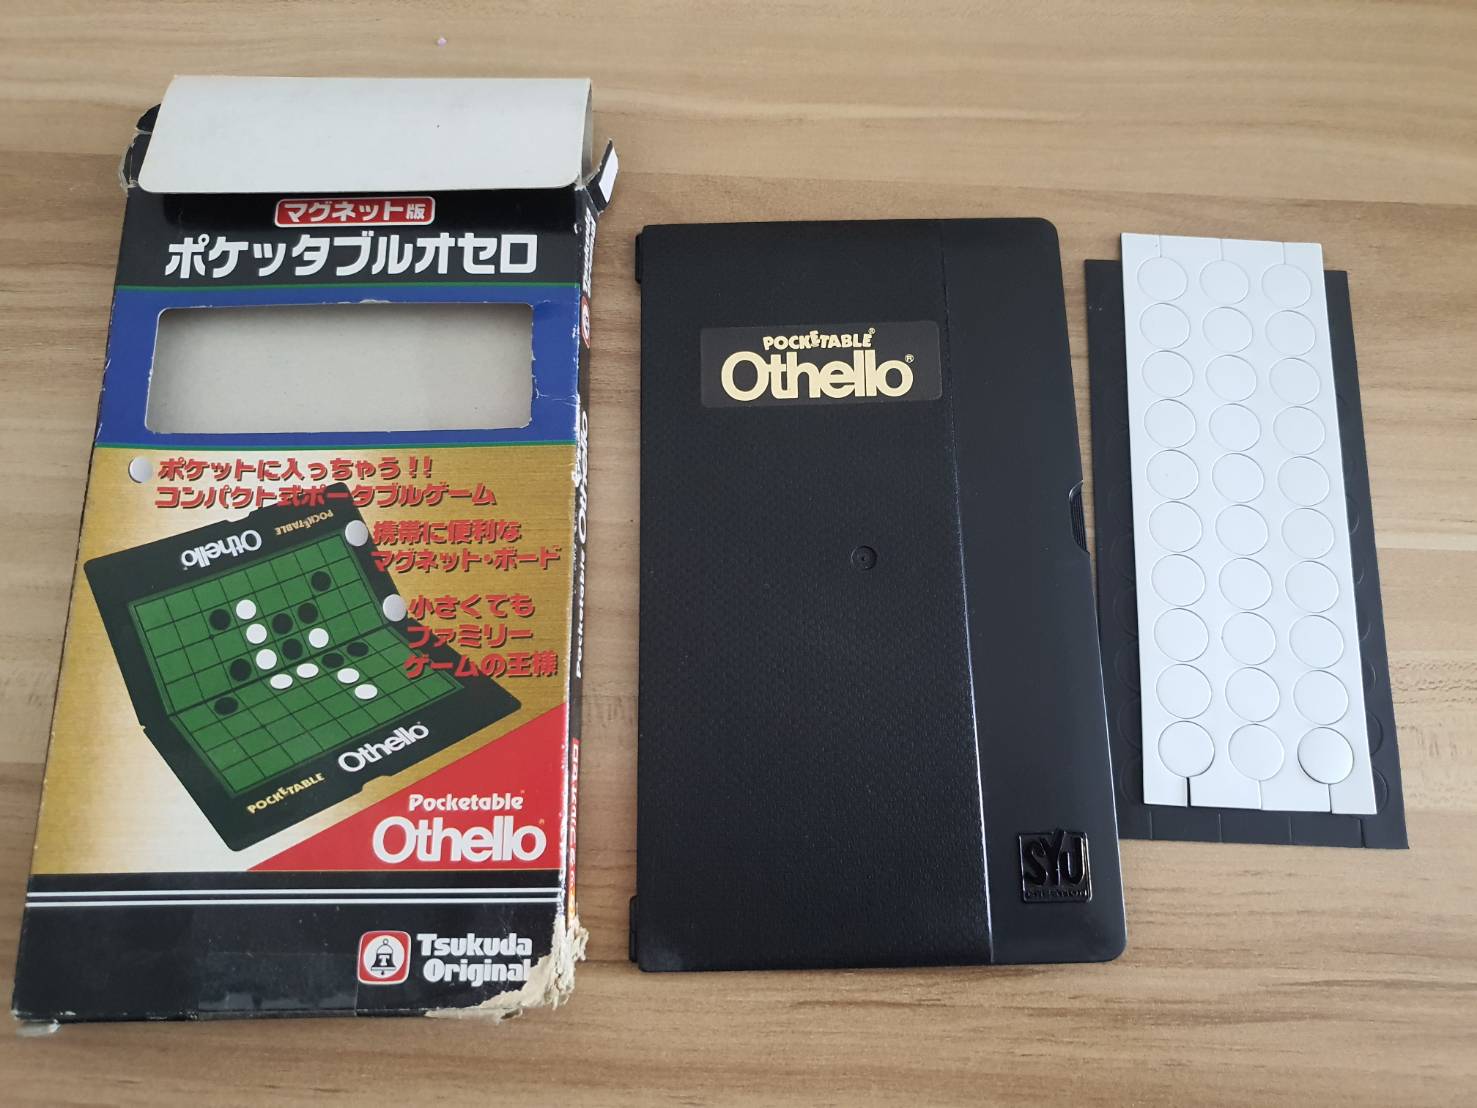 マグネット版
ポケッタブルオセロ
ポケットに入っちゃう!!
コンパクト式ポータブルゲーム
携帯に便利な
マグネット・ボード
小さくても
ファミリー
ゲームの王様
POCKETABLE
Othello
Othello
POCKETABLE
Pocketable
Othello®
Tsukuda
Original
Pocketable Othello
POCKETABLE®
Othello®
SYJ
CREATION